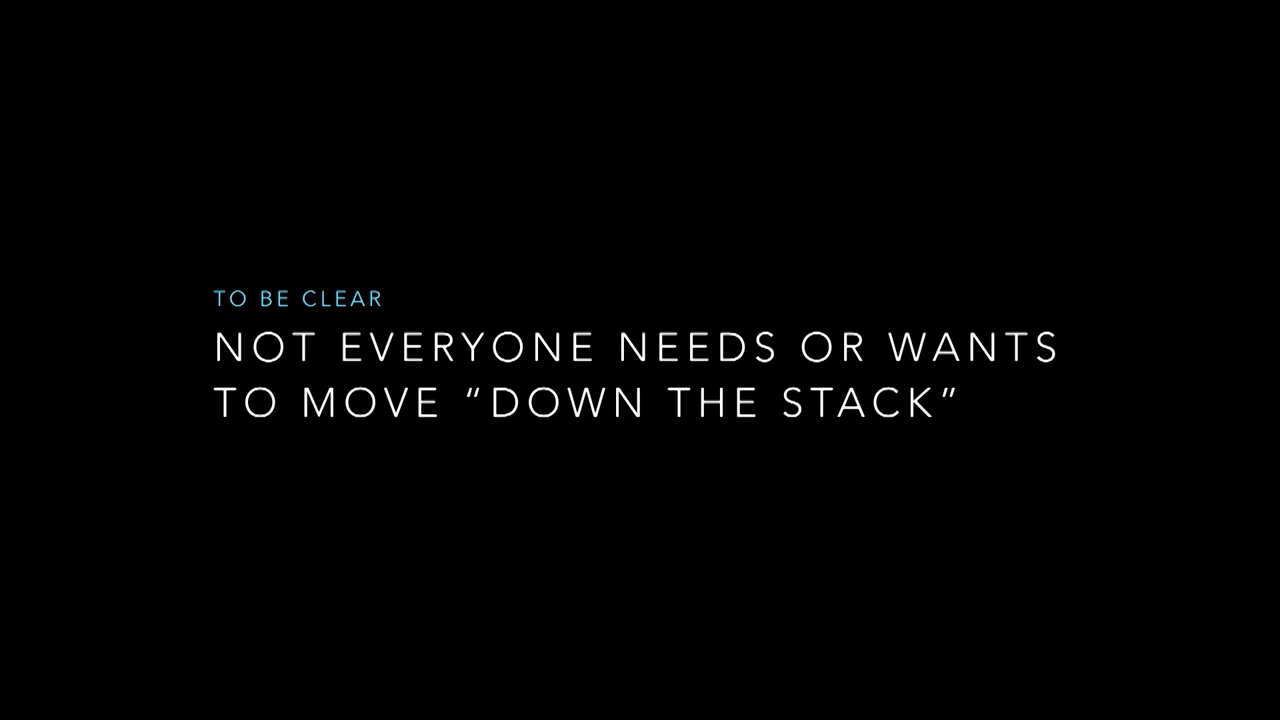 TO BE CLEAR
NOT EVERYONE NEEDS OR WANTS
TO MOVE “DOWN THE STACK”